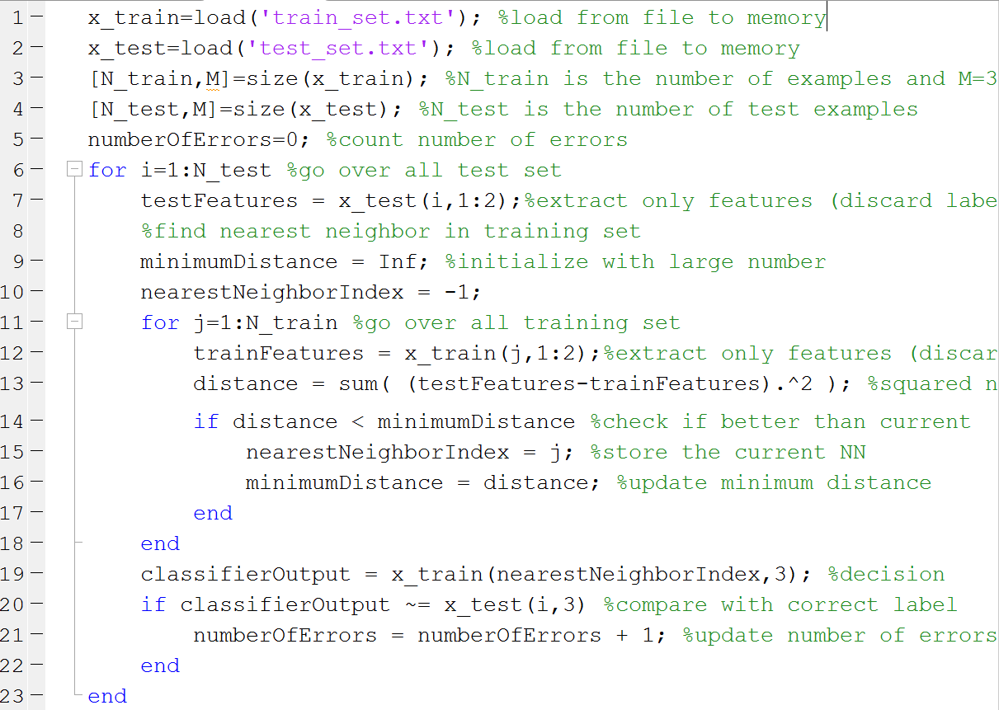 1 x_train=load('train_set.txt'); %load from file to memory
2 x_test=load('test_set.txt'); %load from file to memory
3 [N_train,M]=size(x_train); %N_train is the number of examples and M=3
4 [N_test,M]=size(x_test); %N_test is the number of test examples
5 numberOfErrors=0; %count number of errors
6 for i=1:N_test %go over all test set
7 testFeatures = x_test(i,1:2);%extract only features (discard labe
8 %find nearest neighbor in training set
9 minimumDistance = Inf; %initialize with large number
10 nearestNeighborIndex = -1;
11 for j=1:N_train %go over all training set
12 trainFeatures = x_train(j,1:2);%extract only features (discar
13 distance = sum( (testFeatures-trainFeatures).^2 ); %squared n
14 if distance < minimumDistance %check if better than current
15 nearestNeighborIndex = j; %store the current NN
16 minimumDistance = distance; %update minimum distance
17 end
18 end
19 classifierOutput = x_train(nearestNeighborIndex,3); %decision
20 if classifierOutput ~= x_test(i,3) %compare with correct label
21 numberOfErrors = numberOfErrors + 1; %update number of errors
22 end
23 end